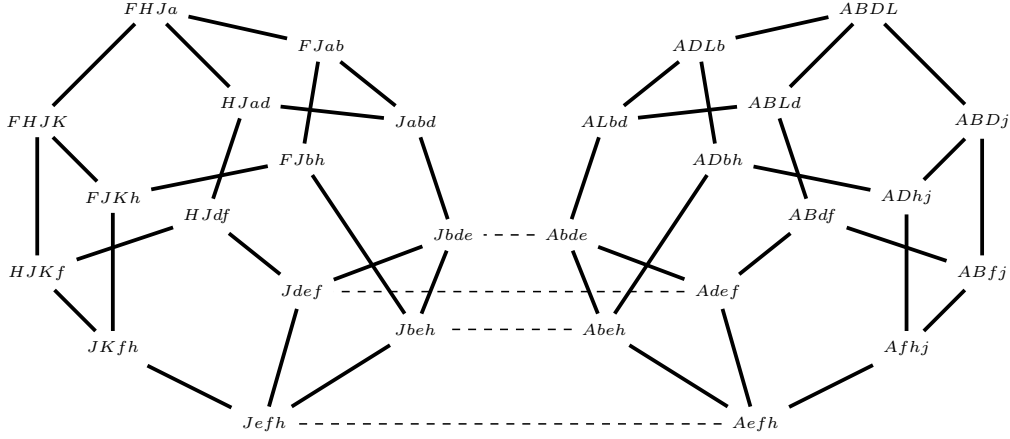 FHJa ABDL
FJab ADLb
HJad ABLd
FHJK Jabd ALbd ABDj
FJbh ADbh
FJKh ADhj
HJdf ABdf
Jbde Abde
HJKf ABfj
Jdef Adef
Jbeh Abeh
JKfh Afhj
Jefh Aefh